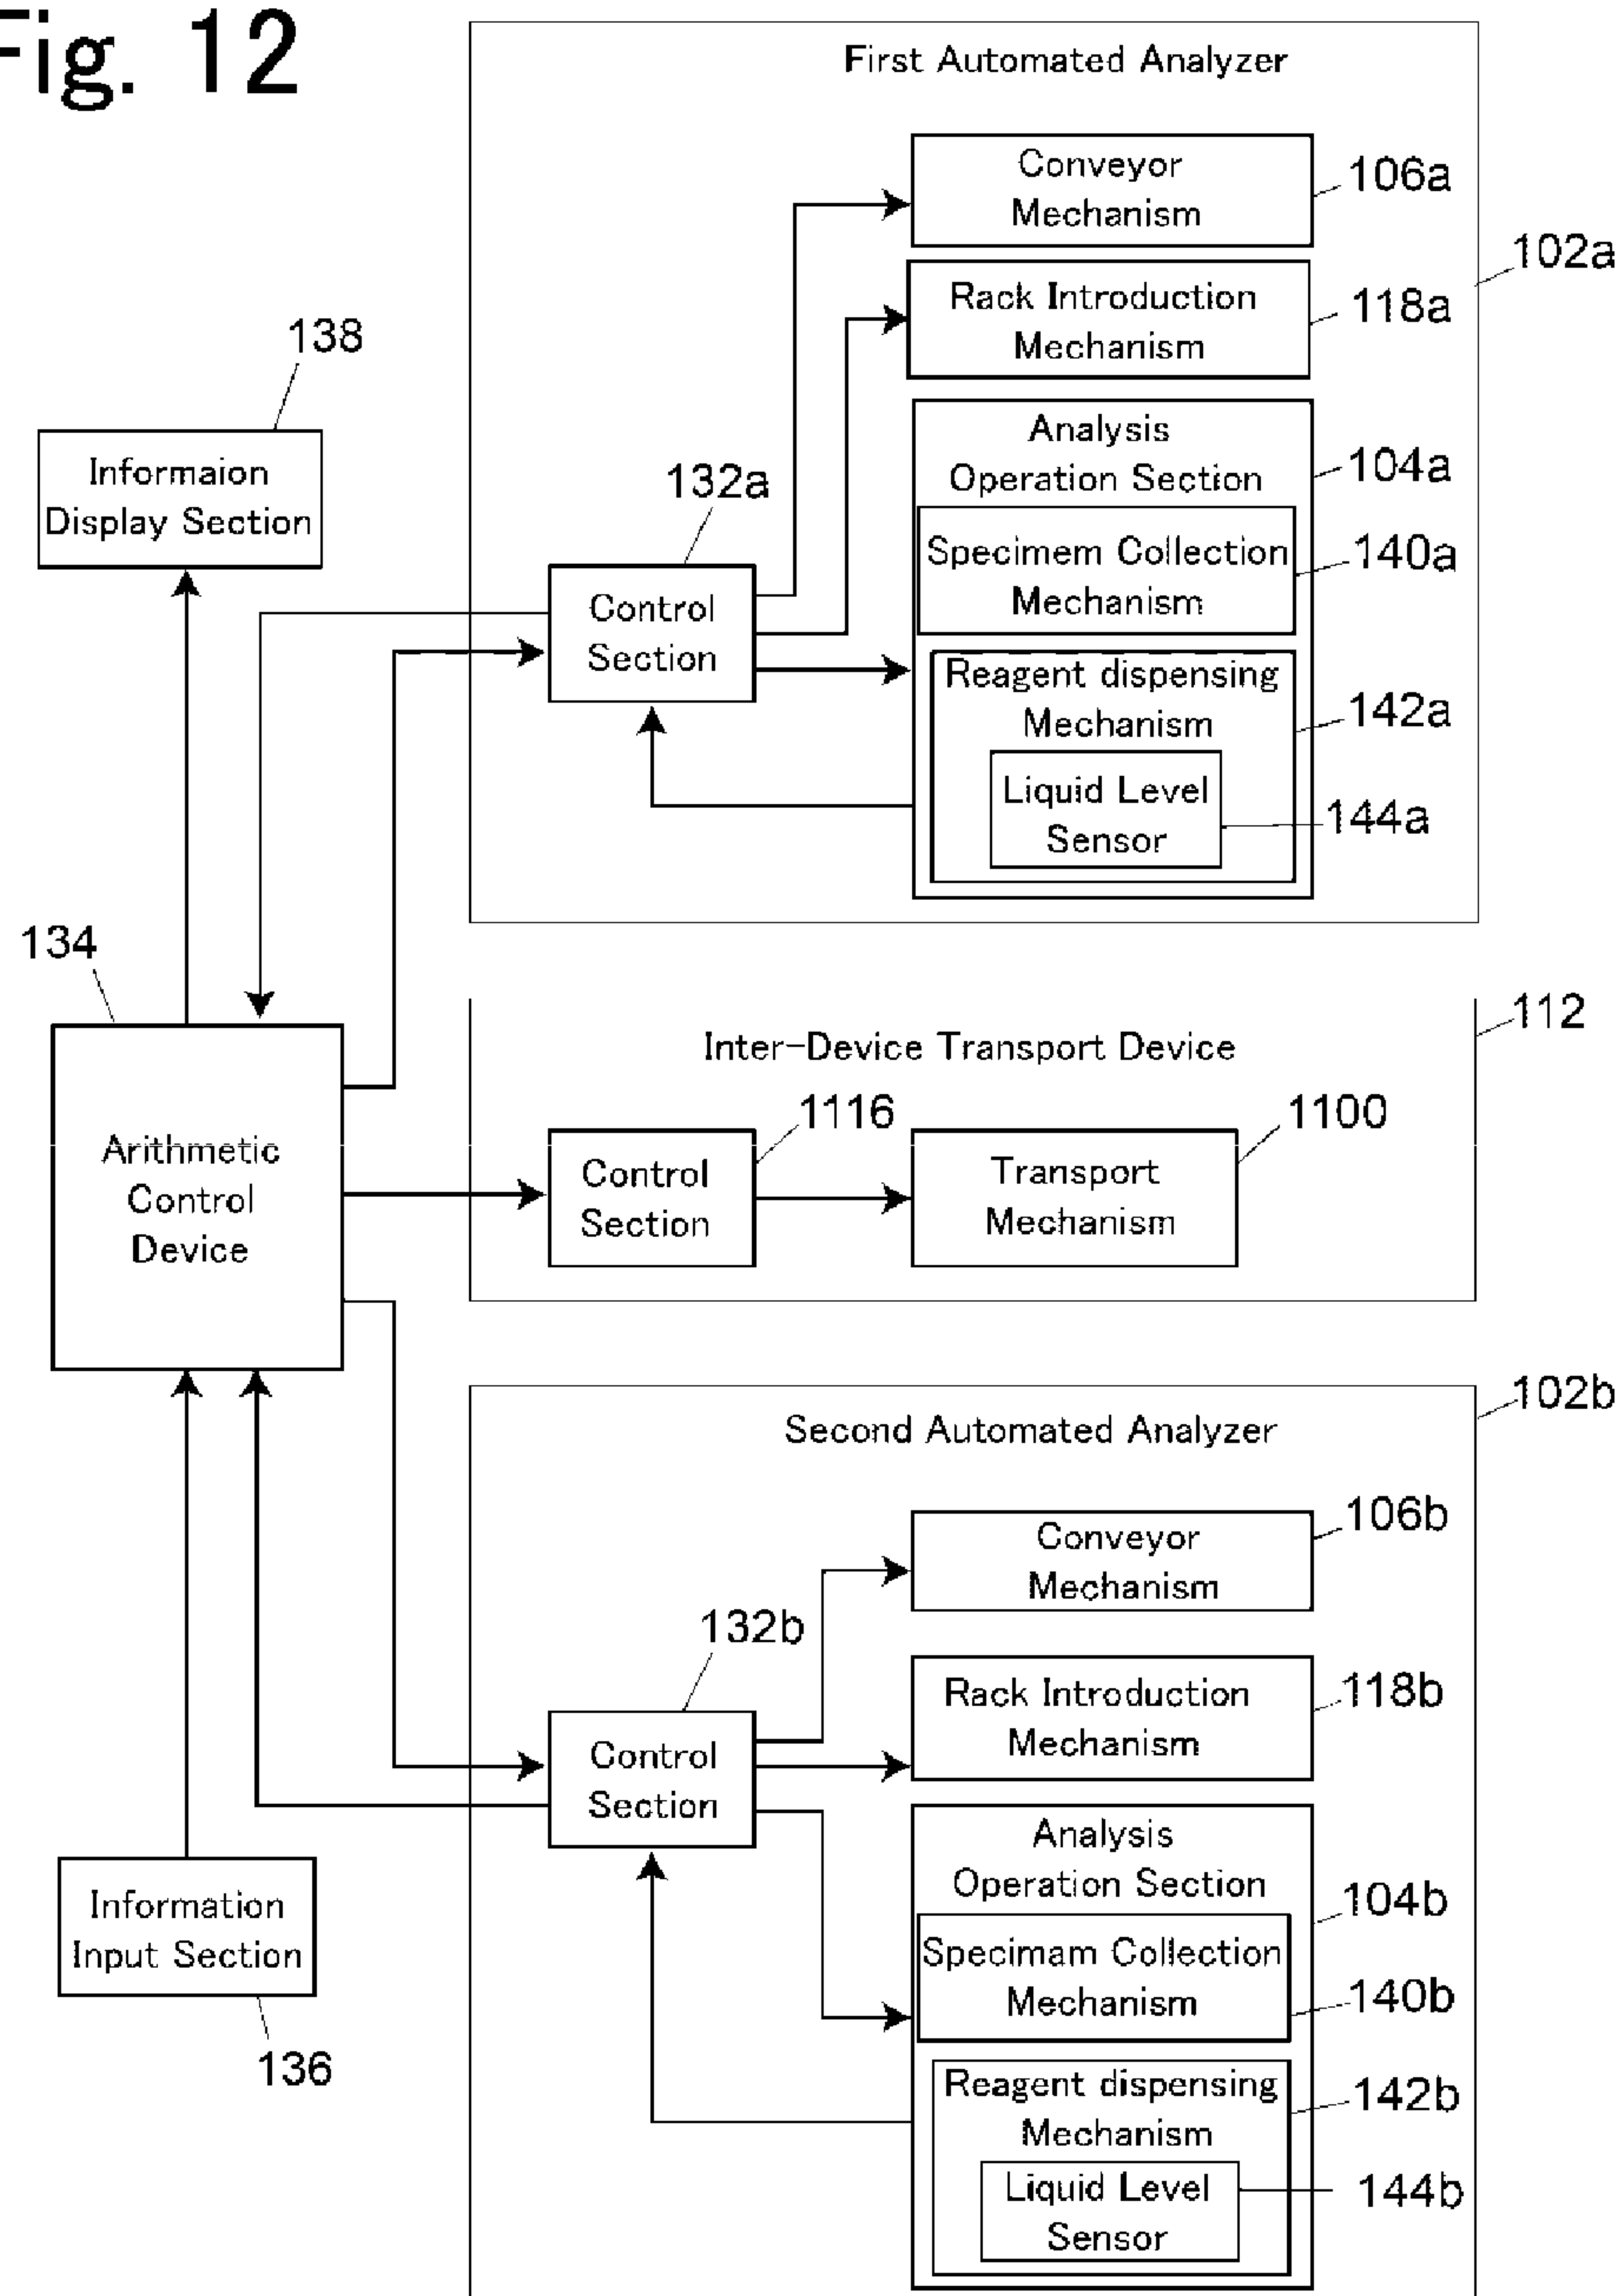 Fig. 12
First Automated Analyzer
Conveyor
Mechanism
106a
102a
Rack Introduction
Mechanism
118a
138
Informaion
Display Section
Analysis
Operation Section
104a
132a
Control
Section
Specimem Collection
Mechanism
140a
Reagent dispensing
Mechanism
142a
Liquid Level
Sensor
144a
134
Arithmetic
Control
Device
112
Inter-Device Transport Device
1116
Control
Section
1100
Transport
Mechanism
102b
Second Automated Analyzer
Conveyor
Mechanism
106b
132b
Control
Section
Rack Introduction
Mechanism
118b
Analysis
Operation Section
104b
Information
Input Section
136
Specimam Collection
Mechanism
140b
Reagent dispensing
Mechanism
142b
Liquid Level
Sensor
144b